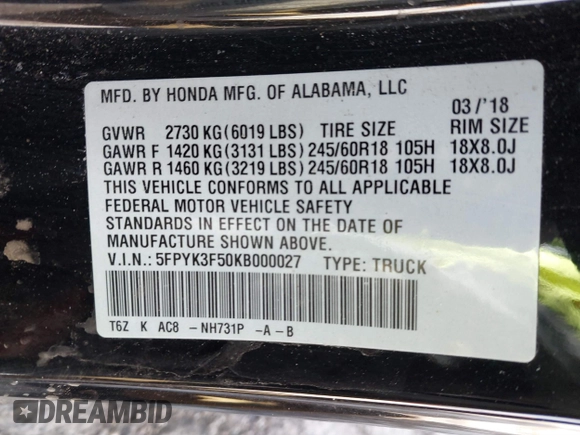 MFD. BY HONDA MFG. OF ALABAMA, LLC
03/'18
GVWR 2730 KG(6019 LBS) TIRE SIZE RIM SIZE
GAWR F 1420 KG(3131 LBS)245/60R18 105H 18X8.0J
GAWR R 1460 KG(3219 LBS)245/60R18 105H 18X8.0J
THIS VEHICLE CONFORMS TO ALL APPLICABLE
FEDERAL MOTOR VEHICLE SAFETY
STANDARDS IN EFFECT ON THE DATE OF
MANUFACTURE SHOWN ABOVE.
V.I.N.: 5FPYK3F50KB000027 TYPE: TRUCK
T6Z K AC8 -NH731P -A-B
DREAMBID